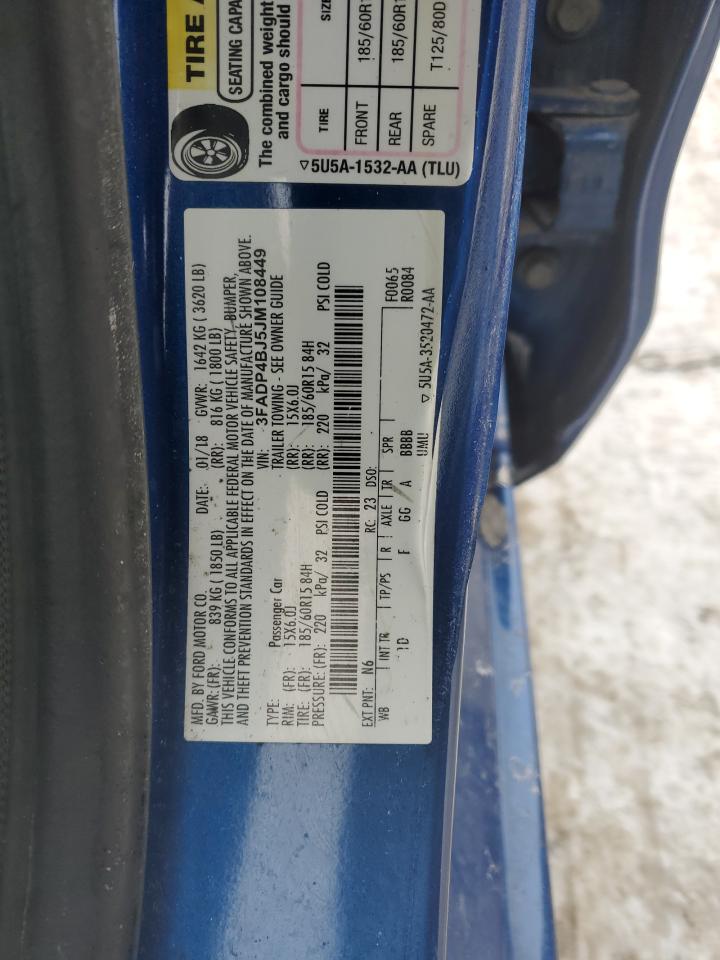 TIRE A
SEATING CAPA
The combined weight
and cargo should
TIRE SIZE
FRONT 185/60R1
REAR 185/60R1
SPARE T125/80D
▽5U5A-1532-AA (TLU)
MFD. BY FORD MOTOR CO. DATE: 01/18 GVWR: 1642 KG ( 3620 LB)
GAWR: (FR): 839 KG ( 1850 LB) (RR): 816 KG ( 1800 LB)
THIS VEHICLE CONFORMS TO ALL APPLICABLE FEDERAL MOTOR VEHICLE SAFETY, BUMPER,
AND THEFT PREVENTION STANDARDS IN EFFECT ON THE DATE OF MANUFACTURE SHOWN ABOVE.
VIN: 3FADP4BJ5JM108449
TYPE: Passenger Car TRAILER TOWING - SEE OWNER GUIDE
RIM: (FR): 15X6.0J (RR): 15X6.0J
TIRE: (FR): 185/60R15 84H (RR): 185/60R15 84H
PRESSURE: (FR): 220 kPa/ 32 PSI COLD (RR): 220 kPa/ 32 PSI COLD
F0065
R0084
EXT PNT: N6 RC: 23 DSO:
WB INT TR TP/PS R AXLE TR SPR
1D F GG A BBBB
UMU ▽ 5U5A-3520472-AA